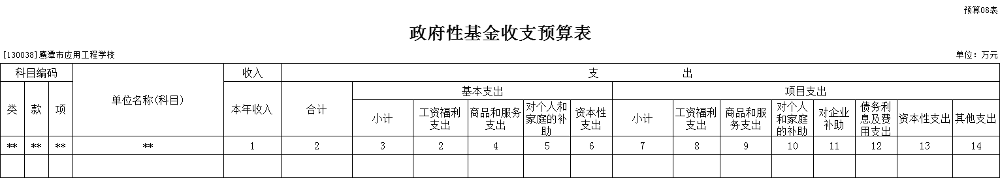 预算08表
政府性基金收支预算表
[130038]鹰潭市应用工程学校 单位：万元
科目编码 单位名称(科目) 收入 支 出
类 款 项 本年收入 合计 基本支出 项目支出
小计 工资福利支出 商品和服务支出 对个人和家庭的补助 资本性支出 小计 工资福利支出 商品和服务支出 对个人和家庭的补助 对企业补助 债务利息及费用支出 资本性支出 其他支出
** ** ** ** 1 2 3 2 4 5 6 7 8 9 10 11 12 13 14